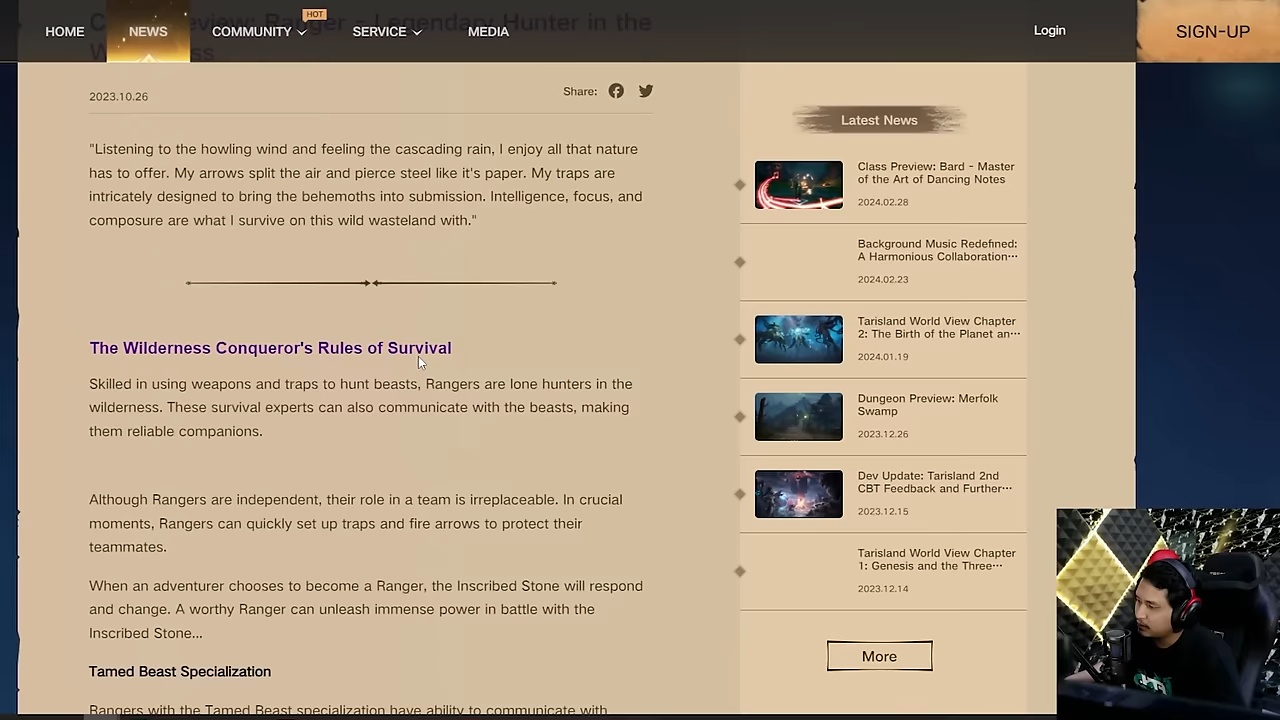 HOME
NEWS
COMMUNITY
HOT
SERVICE
MEDIA
Login
SIGN-UP
Ranger - Legendary Hunter in the
2023.10.26
Share:
"Listening to the howling wind and feeling the cascading rain, I enjoy all that nature
has to offer. My arrows split the air and pierce steel like it's paper. My traps are
intricately designed to bring the behemoths into submission. Intelligence, focus, and
composure are what I survive on this wild wasteland with."
The Wilderness Conqueror's Rules of Survival
Skilled in using weapons and traps to hunt beasts, Rangers are lone hunters in the
wilderness. These survival experts can also communicate with the beasts, making
them reliable companions.
Although Rangers are independent, their role in a team is irreplaceable. In crucial
moments, Rangers can quickly set up traps and fire arrows to protect their
teammates.
When an adventurer chooses to become a Ranger, the Inscribed Stone will respond
and change. A worthy Ranger can unleash immense power in battle with the
Inscribed Stone...
Tamed Beast Specialization
Rangers with the Tamed Beast specialization have ability to communicate with
Latest News
Class Preview: Bard - Master
of the Art of Dancing Notes
2024.02.28
Background Music Redefined:
A Harmonious Collaboration···
2024.02.23
Tarisland World View Chapter
2: The Birth of the Planet an···
2024.01.19
Dungeon Preview: Merfolk
Swamp
2023.12.26
Dev Update: Tarisland 2nd
CBT Feedback and Further···
2023.12.15
Tarisland World View Chapter
1: Genesis and the Three···
2023.12.14
More